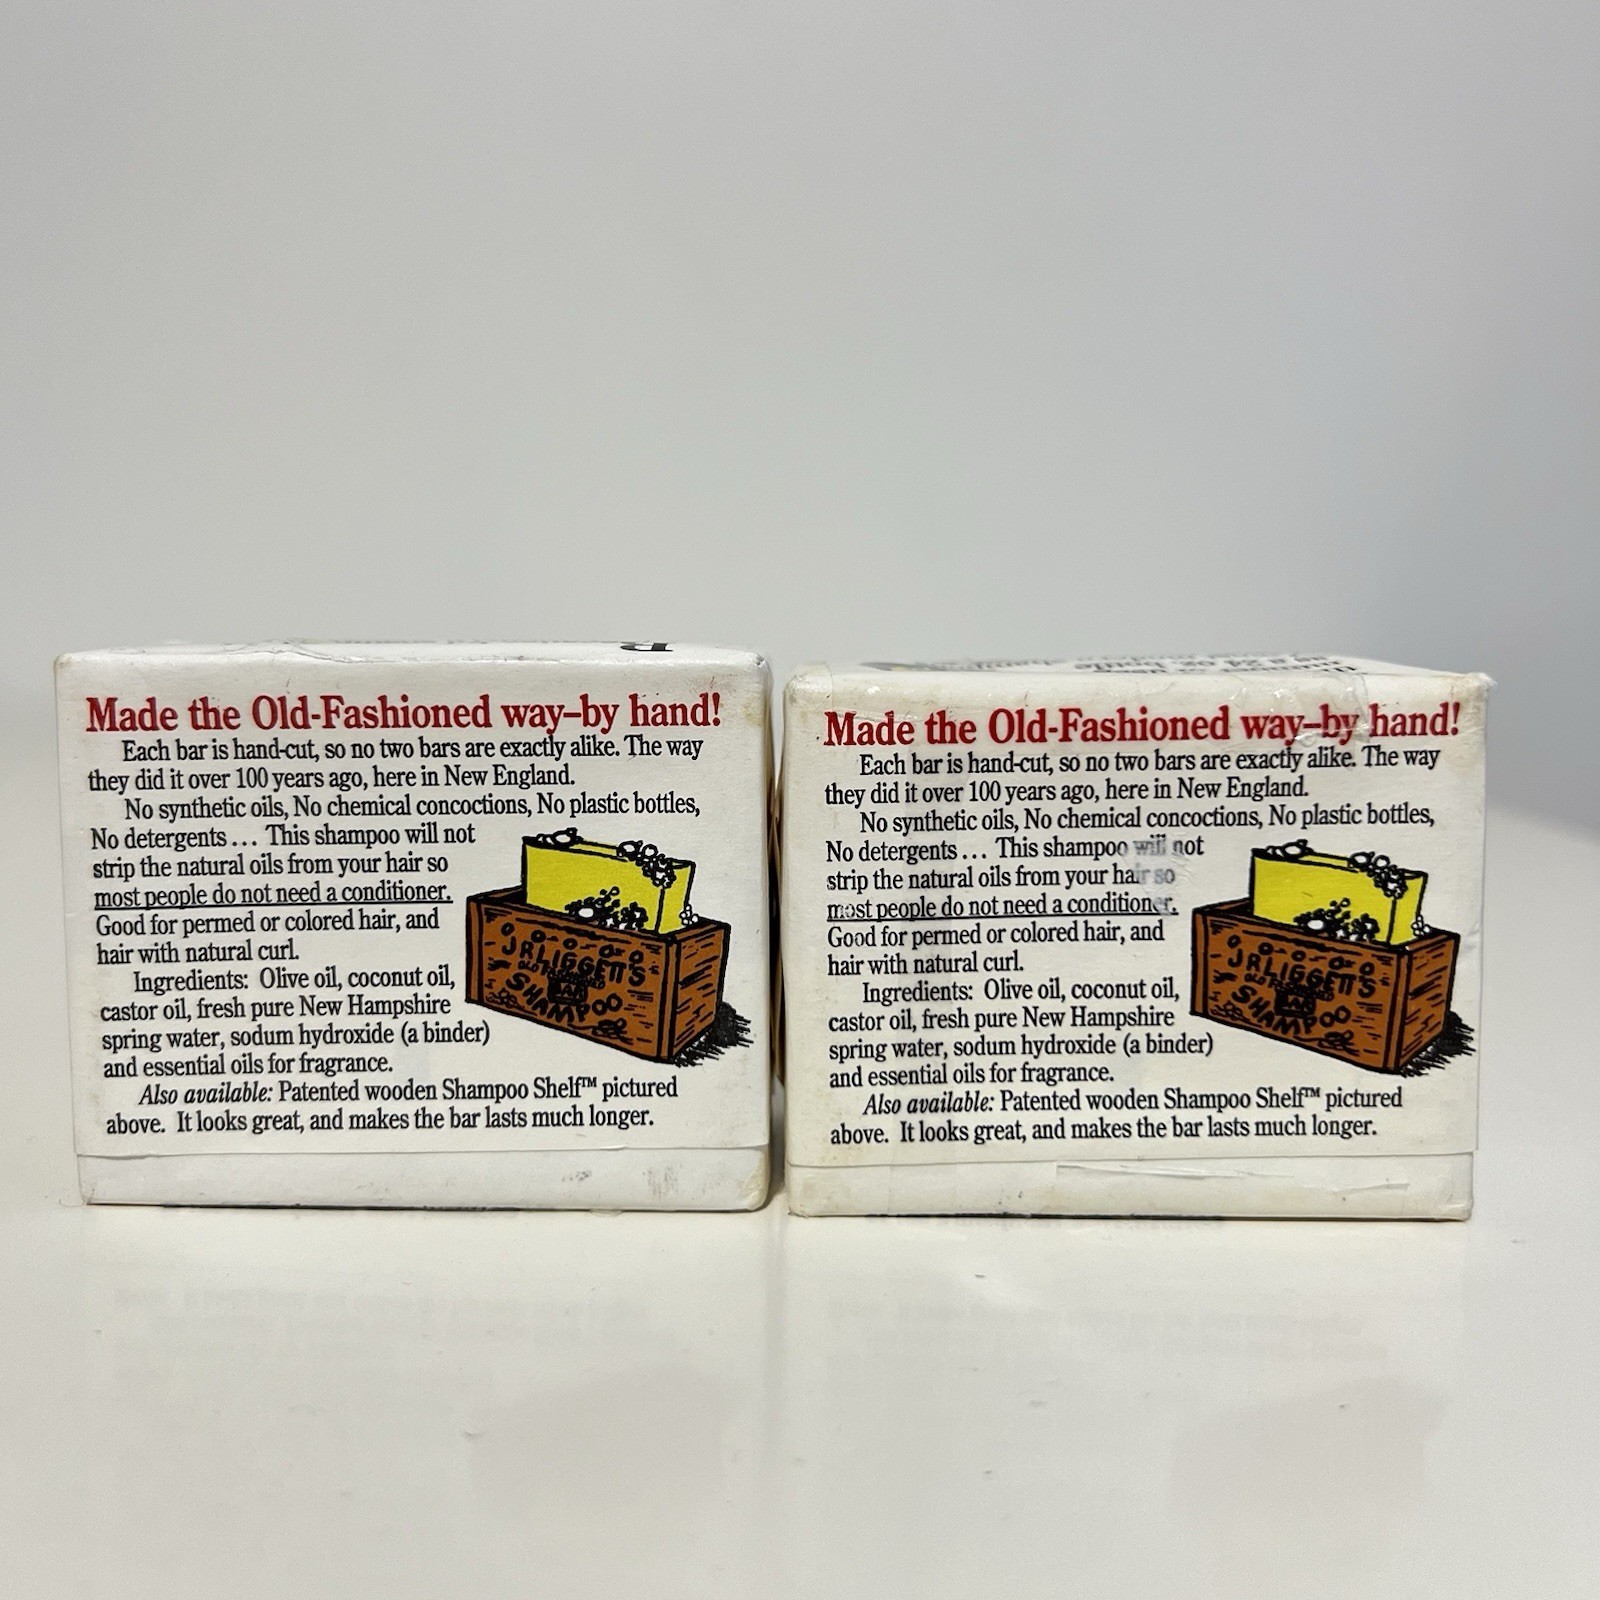 Made the Old-Fashioned way–by hand!
Each bar is hand-cut, so no two bars are exactly alike. The way
they did it over 100 years ago, here in New England.
No synthetic oils, No chemical concoctions, No plastic bottles,
No detergents ... This shampoo will not
strip the natural oils from your hair so
most people do not need a conditioner.
Good for permed or colored hair, and
hair with natural curl.
Ingredients: Olive oil, coconut oil,
castor oil, fresh pure New Hampshire
spring water, sodum hydroxide (a binder)
and essential oils for fragrance.
Also available: Patented wooden Shampoo Shelf™ pictured
above. It looks great, and makes the bar lasts much longer.
J.R. LIGGETT'S
OLD FASHIONED
BAR
SHAMPOO
Made the Old-Fashioned way–by hand!
Each bar is hand-cut, so no two bars are exactly alike. The way
they did it over 100 years ago, here in New England.
No synthetic oils, No chemical concoctions, No plastic bottles,
No detergents ... This shampoo will not
strip the natural oils from your hair so
most people do not need a conditioner.
Good for permed or colored hair, and
hair with natural curl.
Ingredients: Olive oil, coconut oil,
castor oil, fresh pure New Hampshire
spring water, sodum hydroxide (a binder)
and essential oils for fragrance.
Also available: Patented wooden Shampoo Shelf™ pictured
above. It looks great, and makes the bar lasts much longer.
J.R. LIGGETT'S
OLD FASHIONED
BAR
SHAMPOO
as a 24 oz. bottle